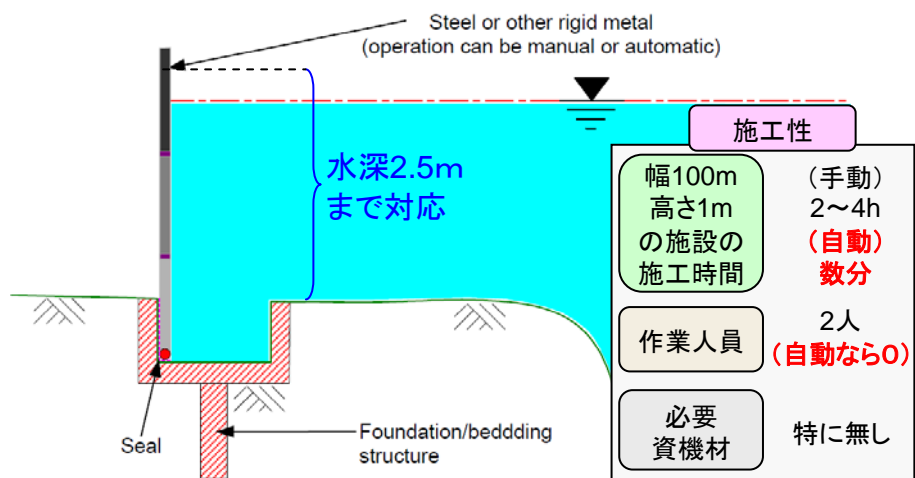 Steel or other rigid metal
(operation can be manual or automatic)
水深2.5m
まで対応
施工性
幅100m
高さ1m
の施設の
施工時間
(手動)
2～4h
(自動)
数分
作業人員
2人
(自動なら0)
必要
資機材
特に無し
Seal
Foundation/beddding
structure